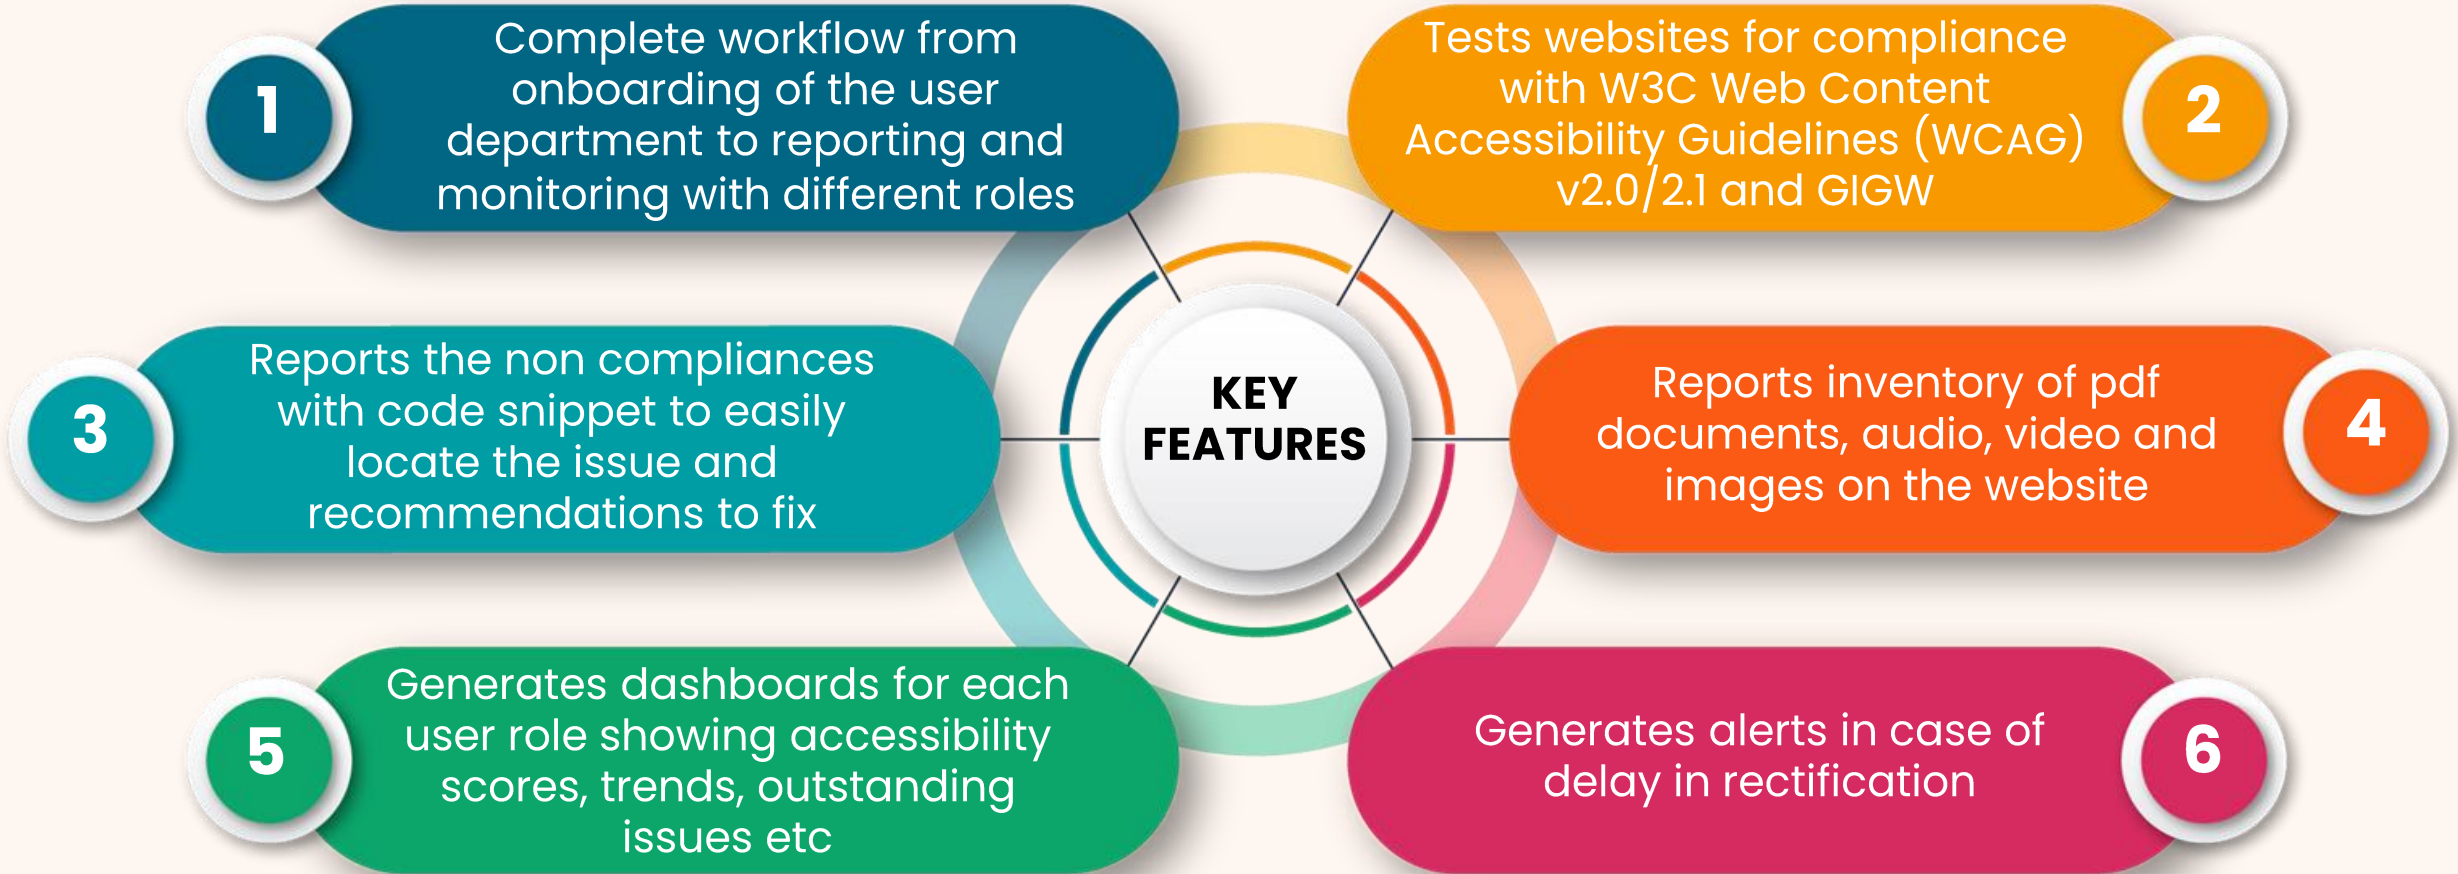 1
Complete workflow from
onboarding of the user
department to reporting and
monitoring with different roles
Tests websites for compliance
with W3C Web Content
Accessibility Guidelines (WCAG)
v2.0/2.1 and GIGW
2
3
Reports the non compliances
with code snippet to easily
locate the issue and
recommendations to fix
KEY
FEATURES
Reports inventory of pdf
documents, audio, video and
images on the website
4
5
Generates dashboards for each
user role showing accessibility
scores, trends, outstanding
issues etc
Generates alerts in case of
delay in rectification
6